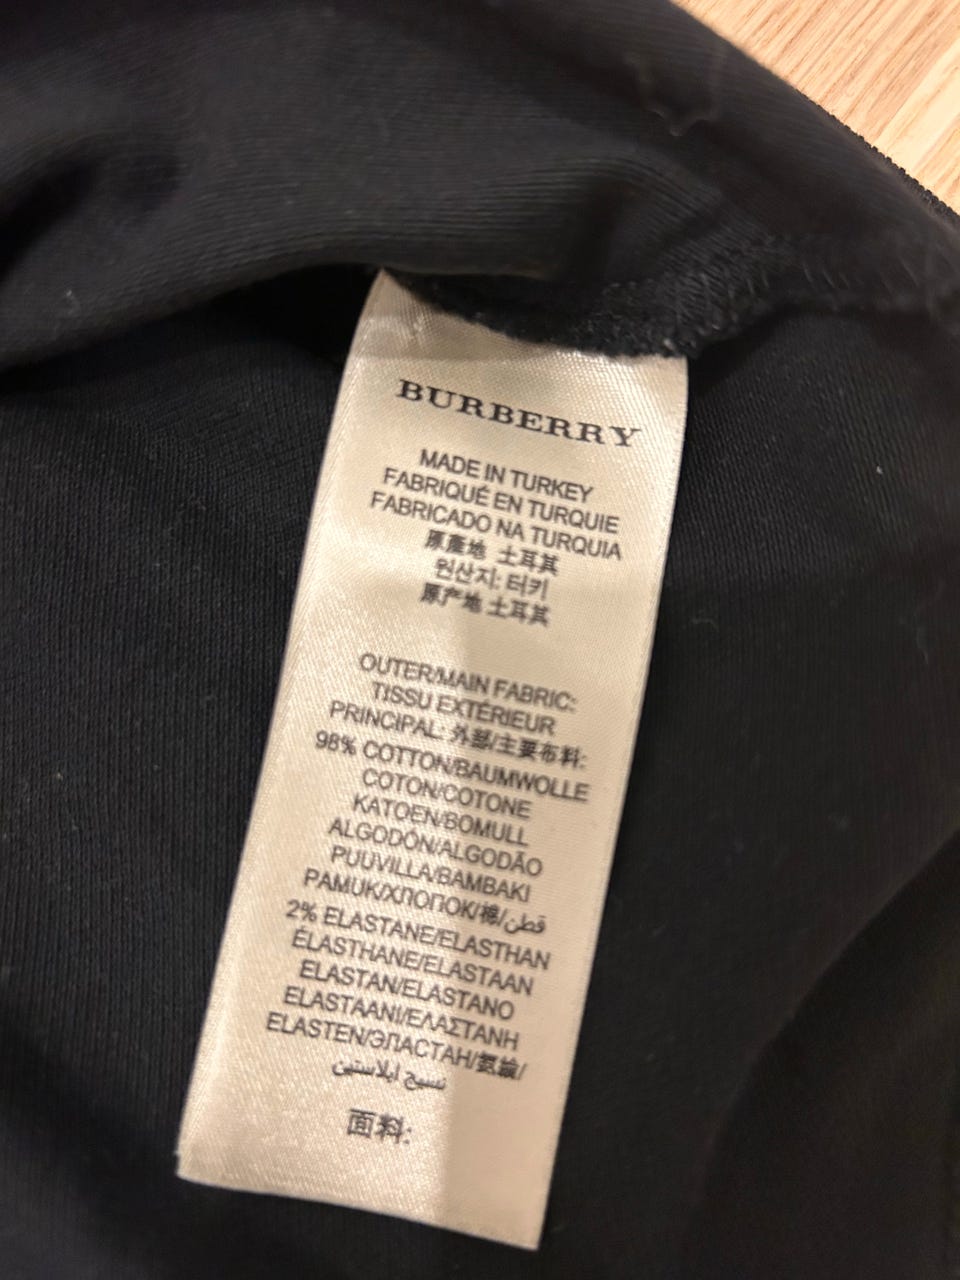 BURBERRY
MADE IN TURKEY
FABRIQUÉ EN TURQUIE
FABRICADO NA TURQUIA
原產地 土耳其
원산지: 터키
原产地 土耳其
OUTER/MAIN FABRIC:
TISSU EXTÉRIEUR
PRINCIPAL: 外部/主要布料:
98% COTTON/BAUMWOLLE
COTON/COTONE
KATOEN/BOMULL
ALGODÓN/ALGODÃO
PUUVILLA/BAMBAKI
PAMUK/ХЛОПОК/棉/قطن
2% ELASTANE/ELASTHAN
ÉLASTHANE/ELASTAAN
ELASTAN/ELASTANO
ELASTAANI/ΕΛΑΣΤΑΝΗ
ELASTEN/ЭЛАСТАН/氨綸/
نسيج ايلاستين
面料: